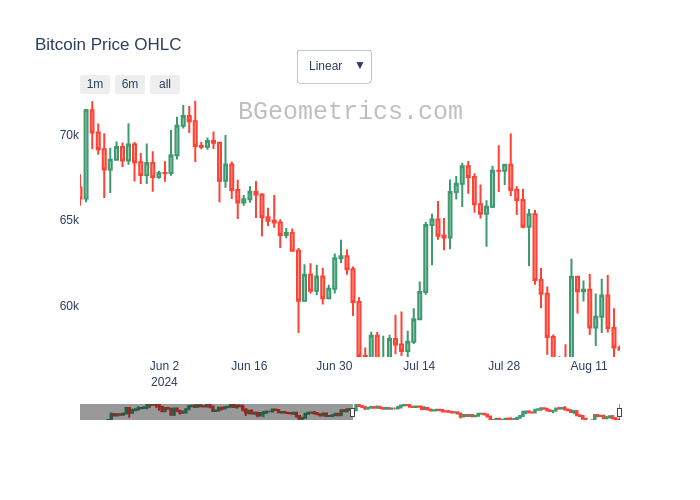 Bitcoin Price OHLC
Linear ▼
1m 6m all
BGeometrics.com
70k
65k
60k
Jun 2 Jun 16 Jun 30 Jul 14 Jul 28 Aug 11
2024